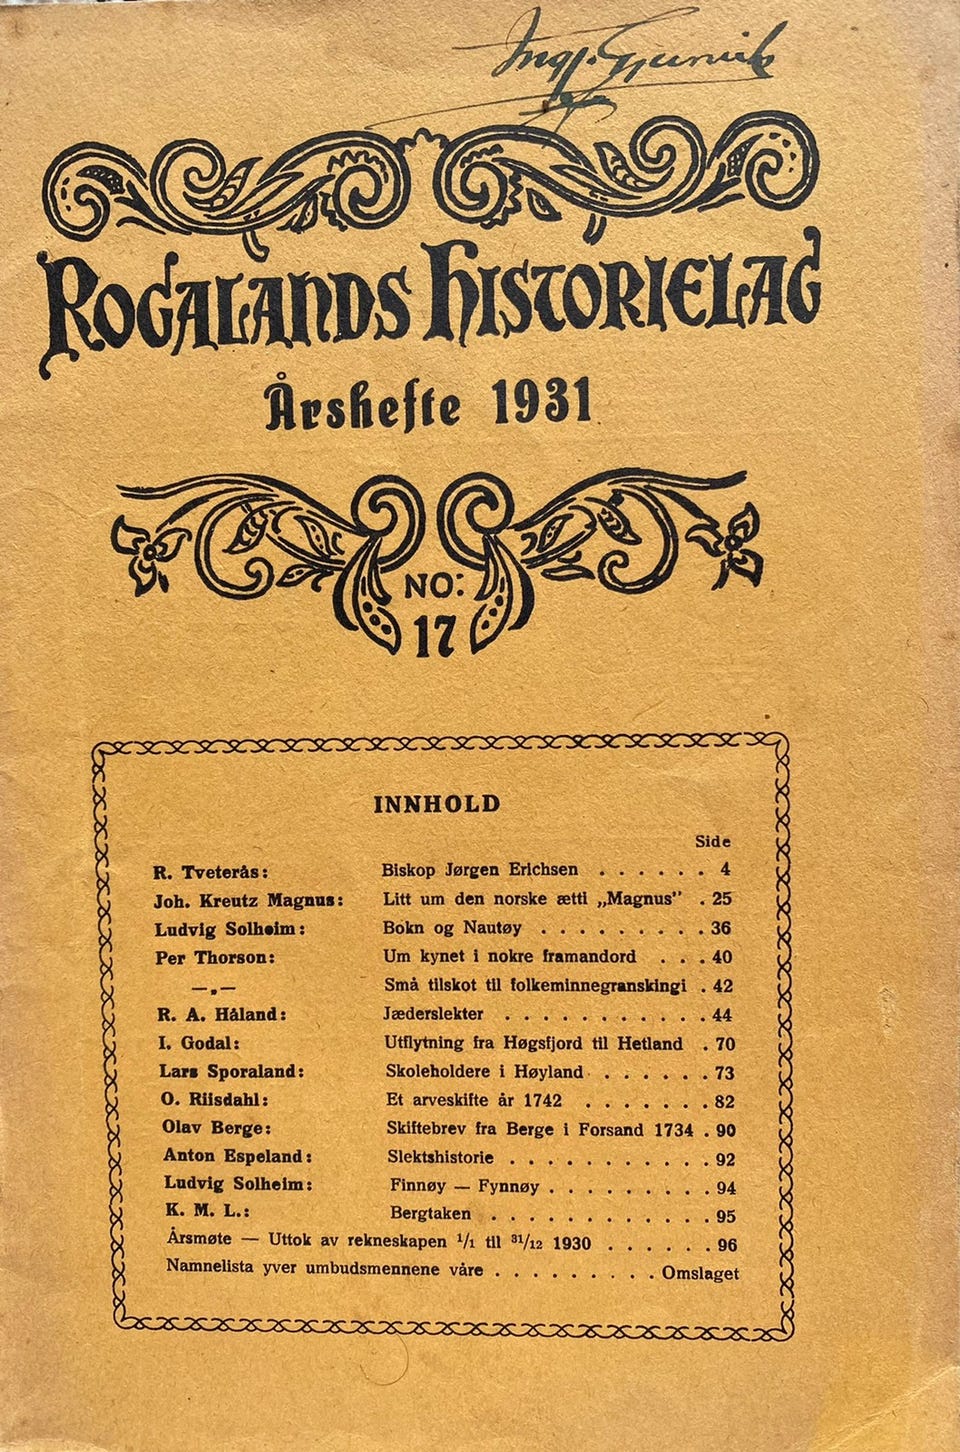 Rogalands Historielag
Årshefte 1931
NO:
17
INNHOLD
Side
R. Tveterås: Biskop Jørgen Erichsen . . . . . . 4
Joh. Kreutz Magnus: Litt um den norske ætti „Magnus” . 25
Ludvig Solheim: Bokn og Nautøy . . . . . . . . . 36
Per Thorson: Um kynet i nokre framandord . . . 40
—„— Små tilskot til folkeminnegranskingi . 42
R. A. Håland: Jæderslekter . . . . . . . . . . . 44
I. Godal: Utflytning fra Høgsfjord til Hetland . 70
Lars Sporaland: Skoleholdere i Høyland . . . . . . 73
O. Riisdahl: Et arveskifte år 1742 . . . . . . . 82
Olav Berge: Skiftebrev fra Berge i Forsand 1734 . 90
Anton Espeland: Slektshistorie . . . . . . . . . . 92
Ludvig Solheim: Finnøy — Fynnøy . . . . . . . . . 94
K. M. L.: Bergtaken . . . . . . . . . . . . 95
Årsmøte — Uttok av rekneskapen 1/1 til 31/12 1930 . . . . . . 96
Namnelista yver umbudsmennene våre . . . . . . . . . Omslaget